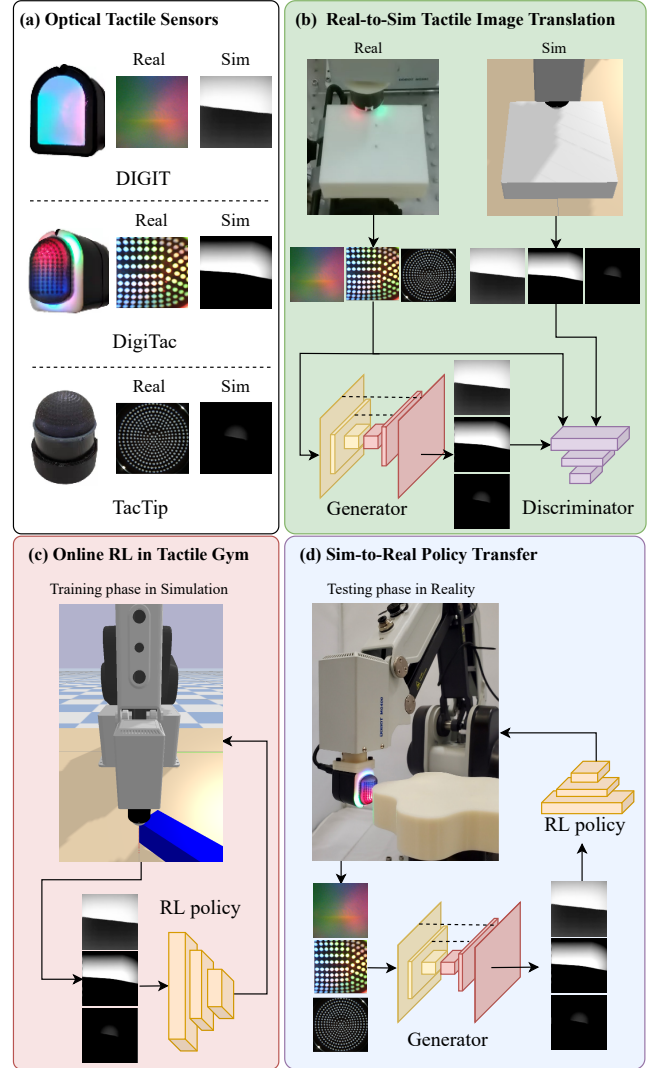 (a) Optical Tactile Sensors
Real
Sim
DIGIT
Real
Sim
DigiTac
Real
Sim
TacTip
(b) Real-to-Sim Tactile Image Translation
Real
Sim
Generator
Discriminator
(c) Online RL in Tactile Gym
Training phase in Simulation
RL policy
(d) Sim-to-Real Policy Transfer
Testing phase in Reality
RL policy
Generator